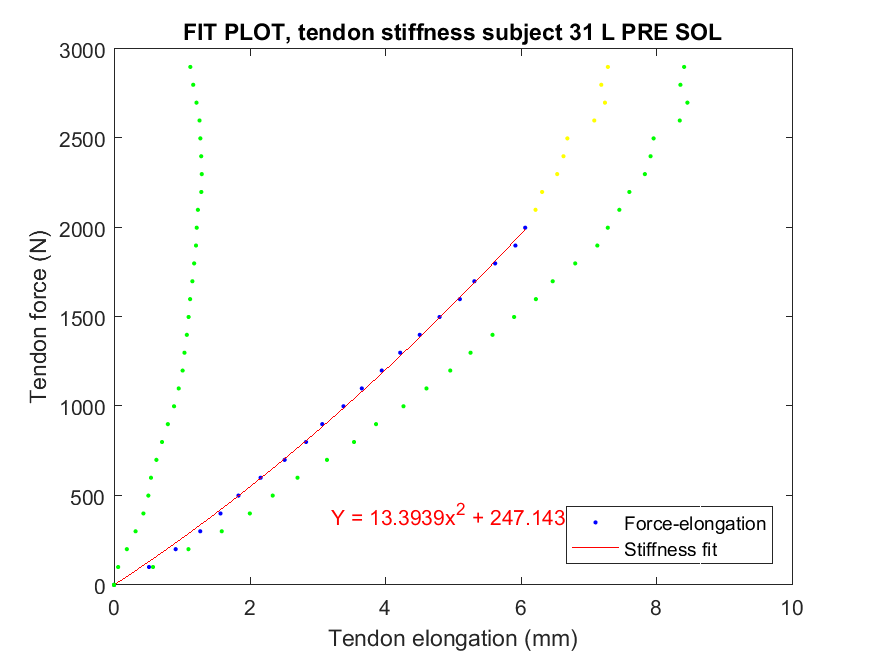 FIT PLOT, tendon stiffness subject 31 L PRE SOL
3000
2500
2000
1500
1000
500
0
Tendon force (N)
Y = 13.3939x² + 247.143
Force-elongation
Stiffness fit
0 2 4 6 8 10
Tendon elongation (mm)